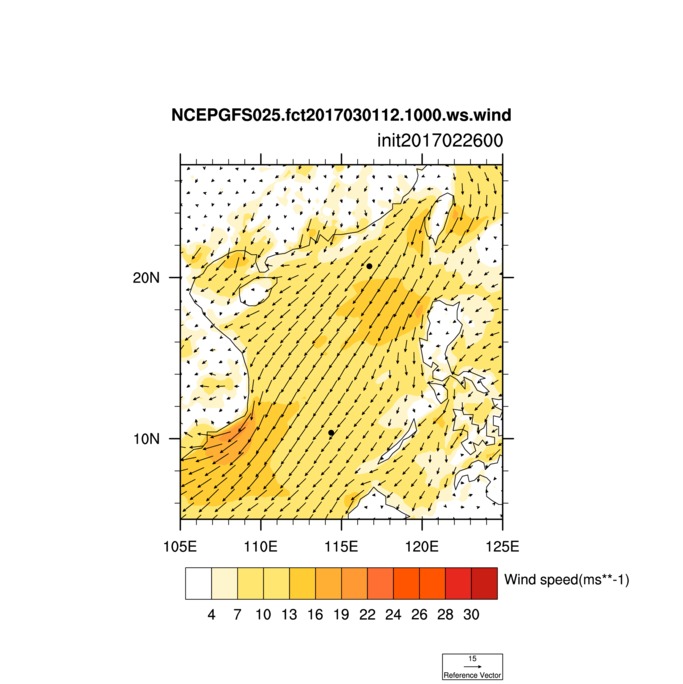 NCEPGFS025.fct2017030112.1000.ws.wind
init2017022600
20N
10N
105E 110E 115E 120E 125E
Wind speed(ms**-1)
4 7 10 13 16 19 22 24 26 28 30
15
Reference Vector